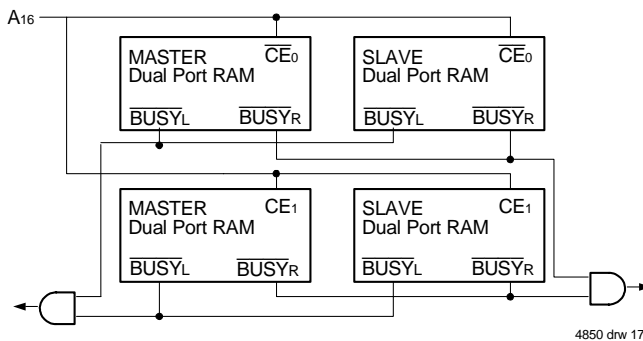 A16
MASTER CE0
Dual Port RAM
BUSYL BUSYR
SLAVE CE0
Dual Port RAM
BUSYL BUSYR
MASTER CE1
Dual Port RAM
BUSYL BUSYR
SLAVE CE1
Dual Port RAM
BUSYL BUSYR
4850 drw 17